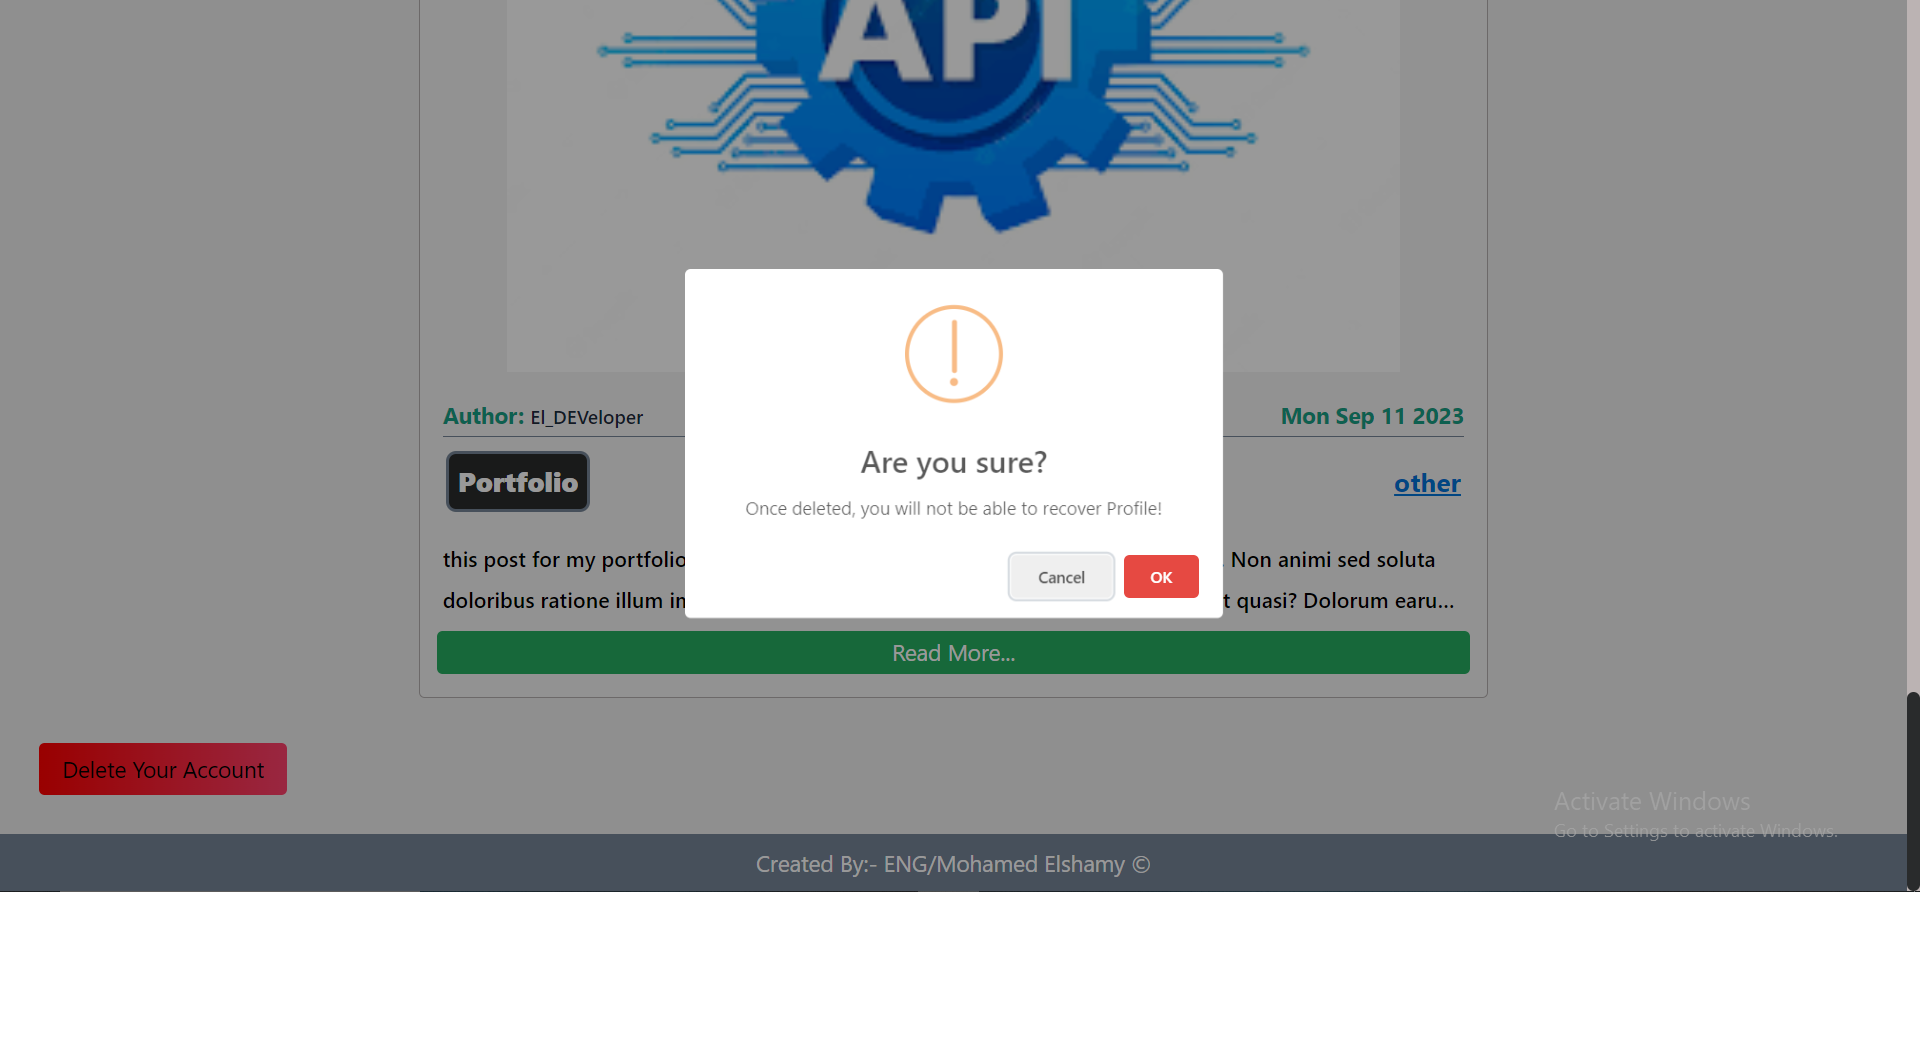 API
Author: El_DEVeloper
Mon Sep 11 2023
Portfolio
other
Are you sure?
Once deleted, you will not be able to recover Profile!
Cancel
OK
this post for my portfolio
. Non animi sed soluta
doloribus ratione illum in
t quasi? Dolorum earu...
Read More...
Delete Your Account
Activate Windows
Go to Settings to activate Windows.
Created By:- ENG/Mohamed Elshamy ©